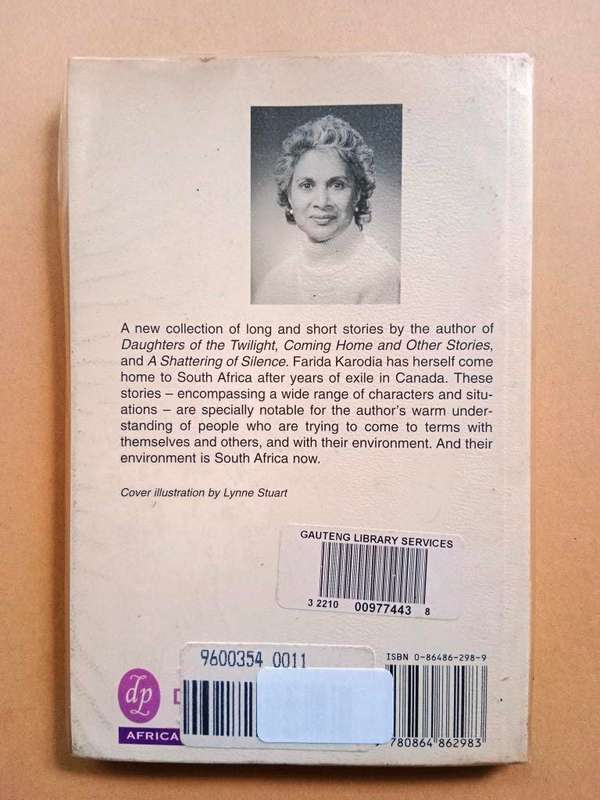 A new collection of long and short stories by the author of
Daughters of the Twilight, Coming Home and Other Stories,
and A Shattering of Silence. Farida Karodia has herself come
home to South Africa after years of exile in Canada. These
stories – encompassing a wide range of characters and situ-
ations – are specially notable for the author's warm under-
standing of people who are trying to come to terms with
themselves and others, and with their environment. And their
environment is South Africa now.
Cover illustration by Lynne Stuart
GAUTENG LIBRARY SERVICES
3 2210 00977443 8
9600354 0011
ISBN 0-86486-298-9
dp
D
AFRICA
9 780864 862983